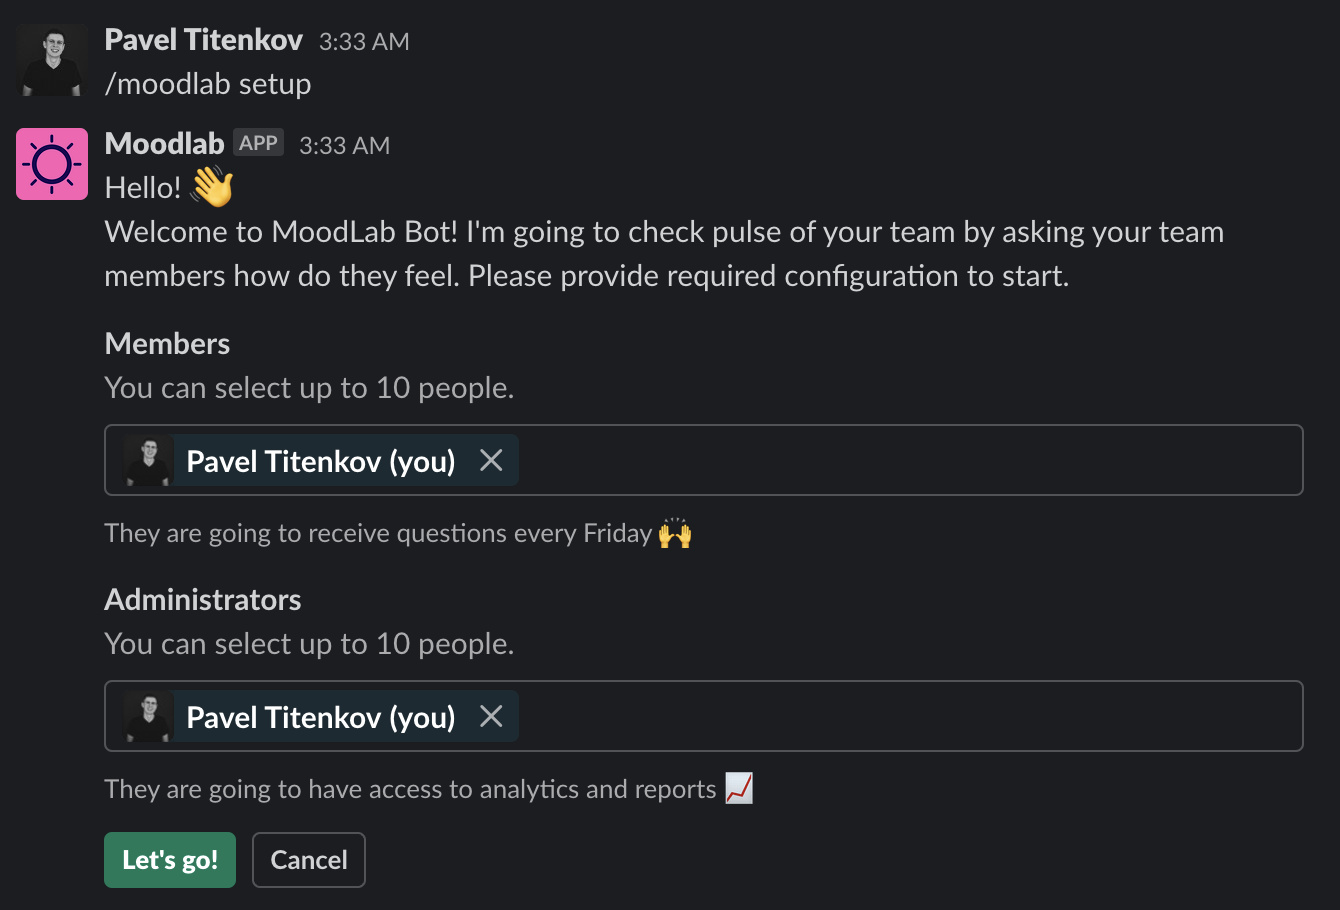 Pavel Titenkov 3:33 AM
/moodlab setup
Moodlab APP 3:33 AM
Hello! 👋
Welcome to MoodLab Bot! I'm going to check pulse of your team by asking your team
members how do they feel. Please provide required configuration to start.
Members
You can select up to 10 people.
Pavel Titenkov (you)
They are going to receive questions every Friday 🙌
Administrators
You can select up to 10 people.
Pavel Titenkov (you)
They are going to have access to analytics and reports 📈
Let's go! Cancel